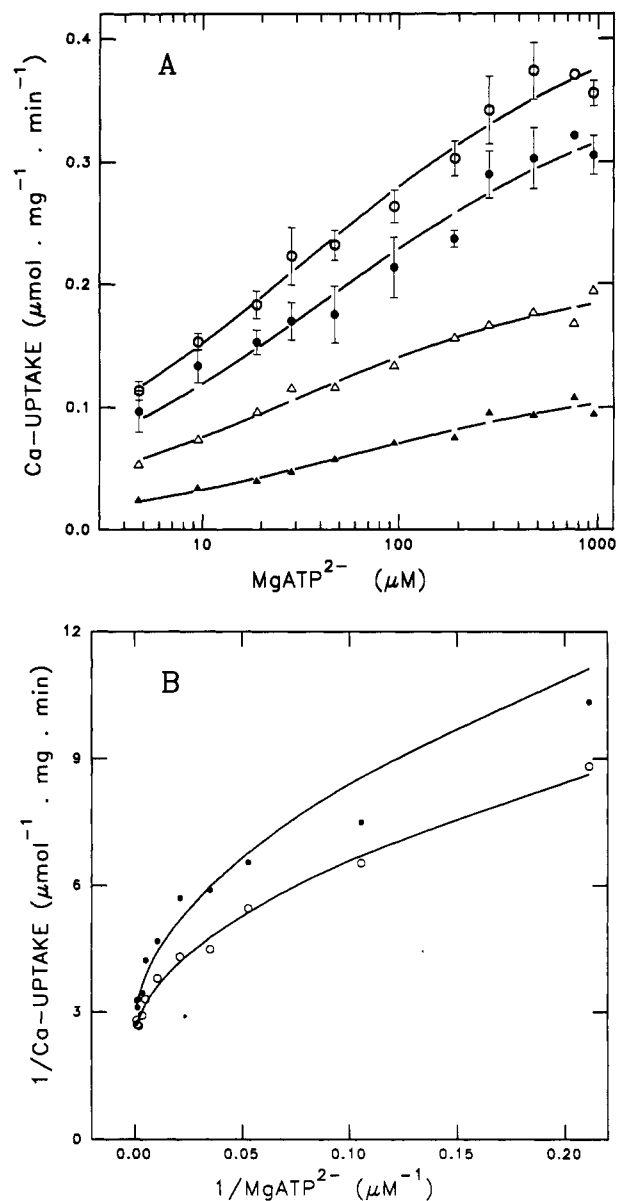 A
0.4
0.3
0.2
0.1
0.0
Ca-UPTAKE (μmol . mg⁻¹ . min⁻¹)
10 100 1000
MgATP²⁻ (μM)
B
12
9
6
3
0
1/Ca-UPTAKE (μmol⁻¹ . mg . min)
0.00 0.05 0.10 0.15 0.20
1/MgATP²⁻ (μM⁻¹)